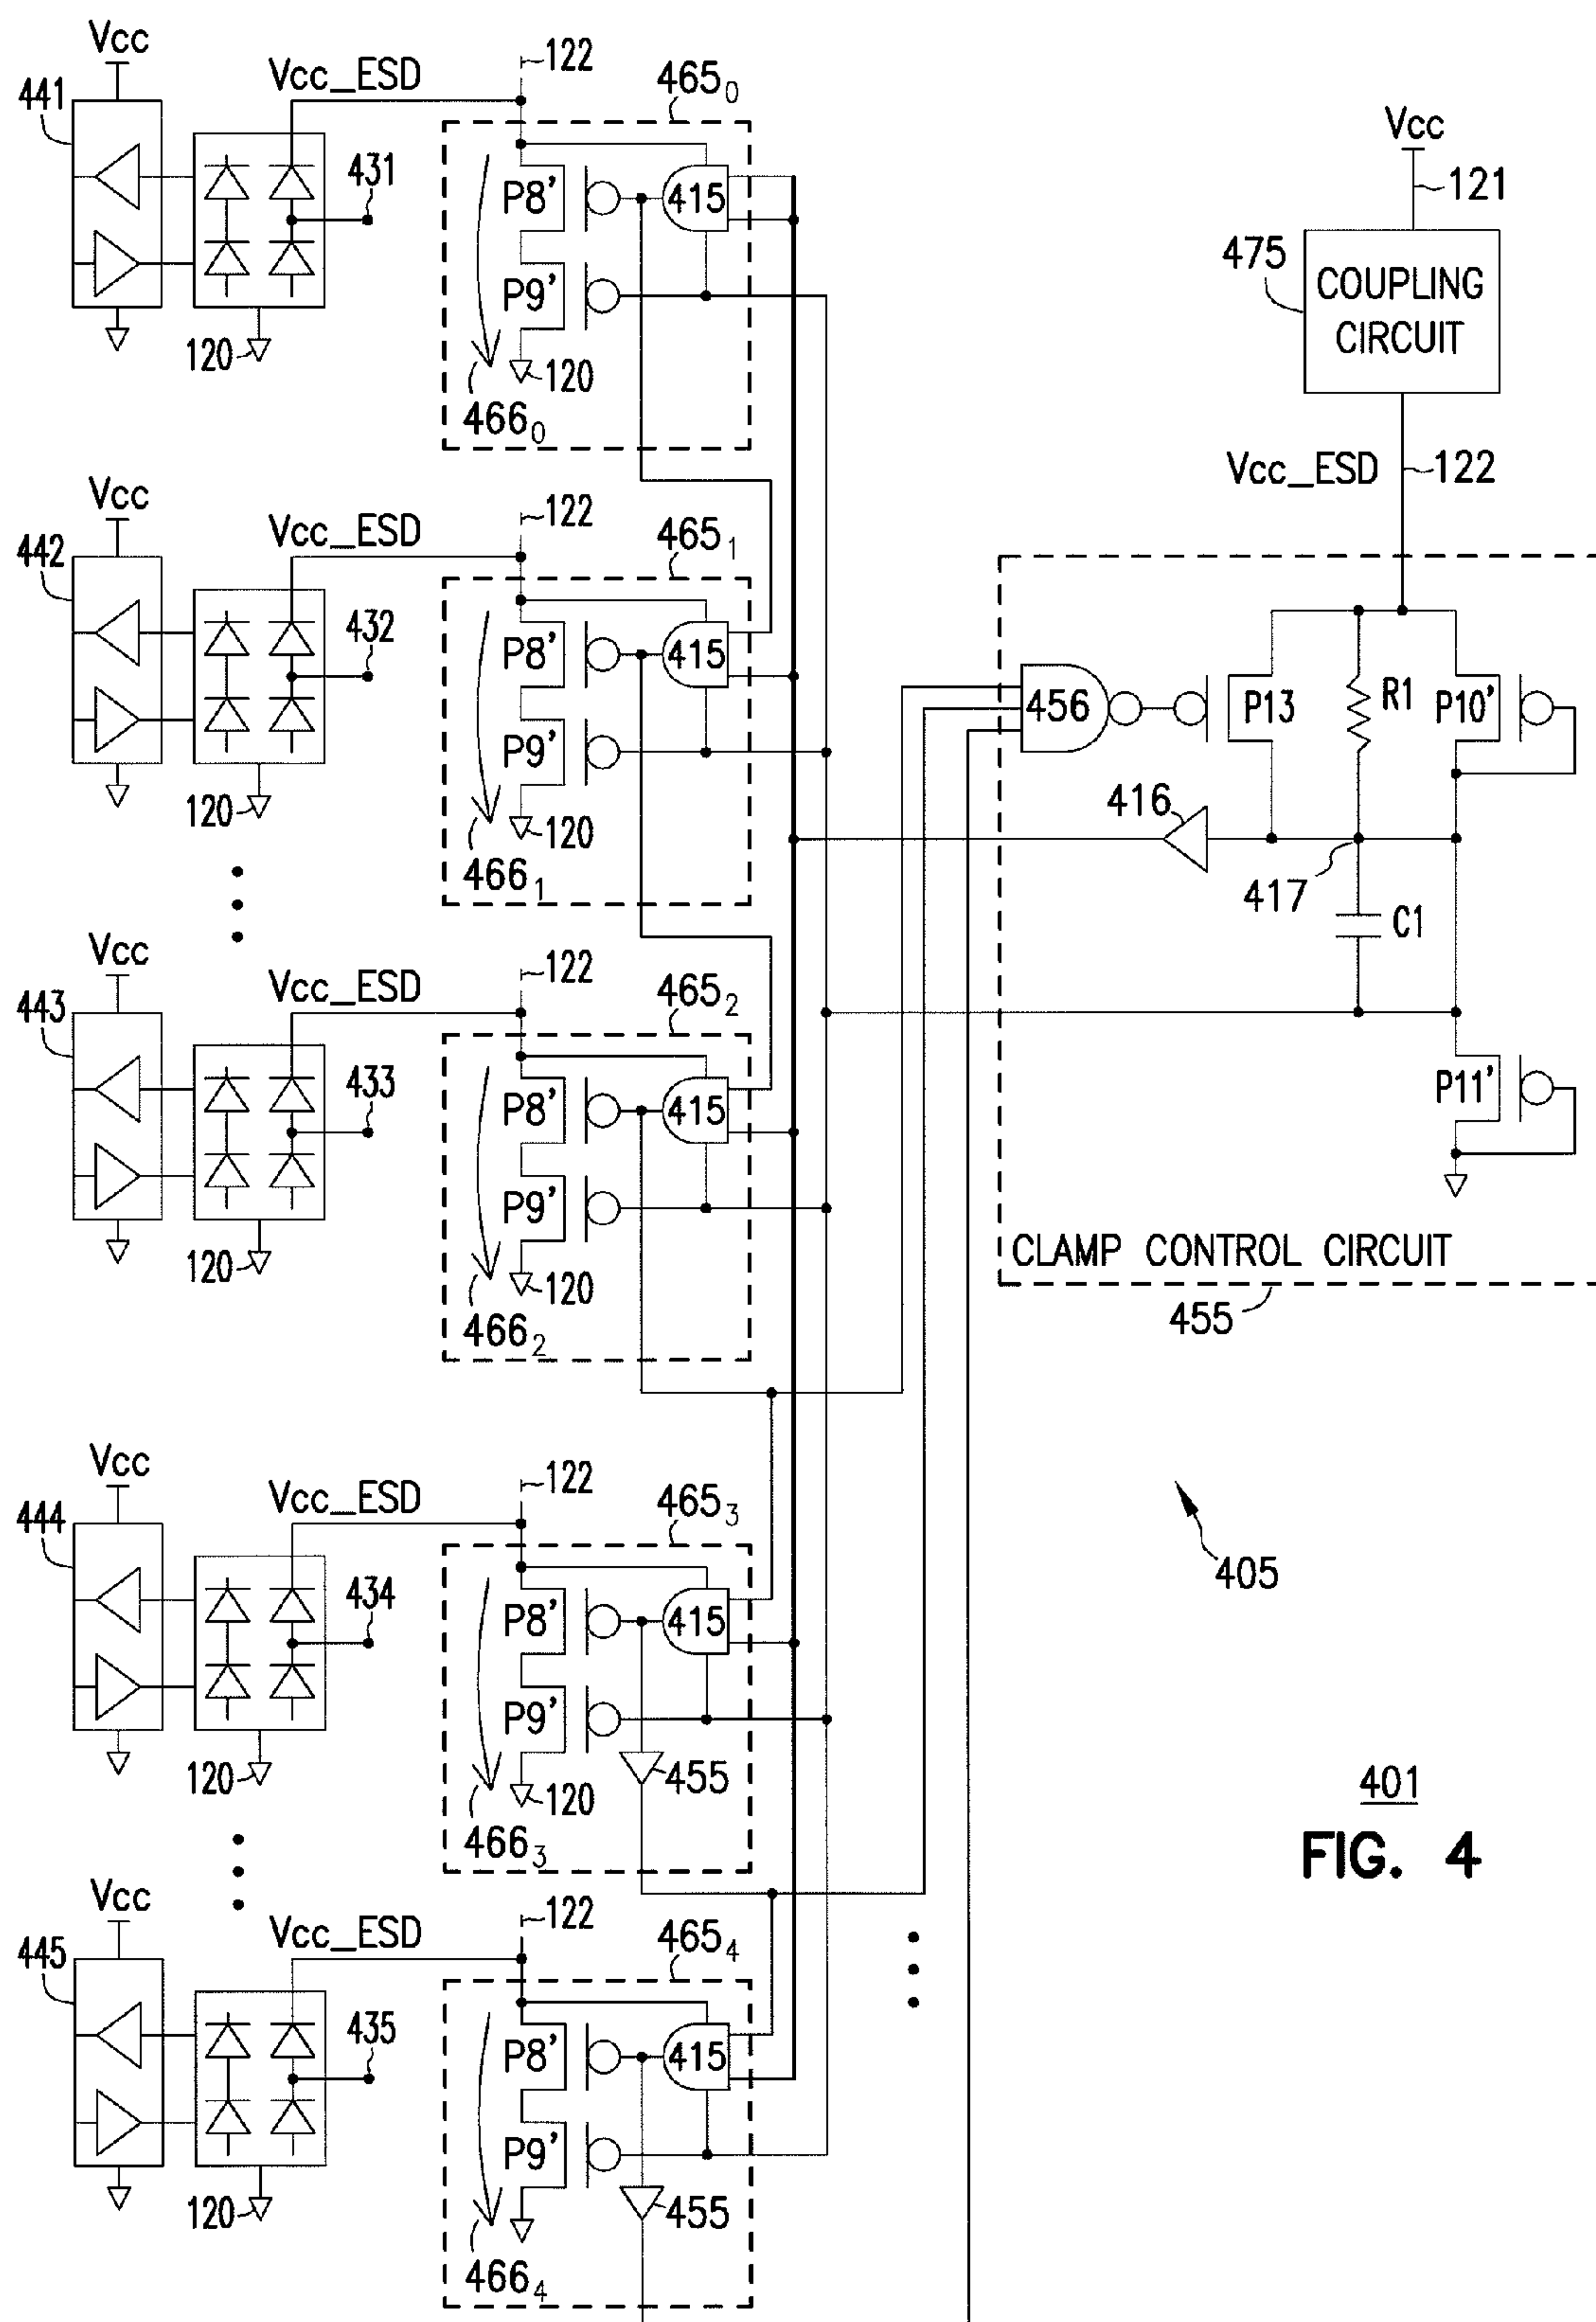 Vcc
441
Vcc_ESD
122
465₀
431
P8'
415
P9'
120
120
466₀
Vcc
121
475
COUPLING
CIRCUIT
Vcc_ESD
122
Vcc
442
Vcc_ESD
122
465₁
432
P8'
415
P9'
120
120
466₁
456
P13
R1
P10'
416
417
C1
P11'
CLAMP CONTROL CIRCUIT
455
Vcc
443
Vcc_ESD
122
465₂
433
P8'
415
P9'
120
120
466₂
Vcc
444
Vcc_ESD
122
465₃
434
P8'
415
P9'
120
120
455
466₃
405
401
FIG. 4
Vcc
445
Vcc_ESD
122
465₄
435
P8'
415
P9'
120
455
466₄